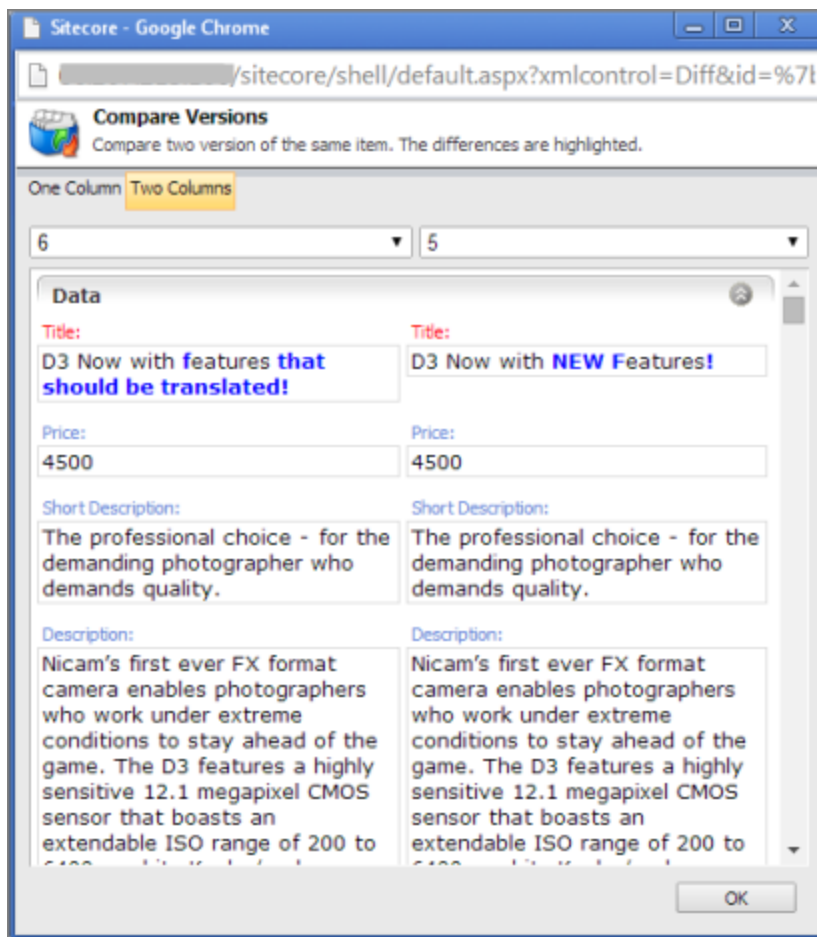 Sitecore - Google Chrome
/sitecore/shell/default.aspx?xmlcontrol=Diff&id=%7b
Compare Versions
Compare two version of the same item. The differences are highlighted.
One Column Two Columns
6 5
Data
Title: Title:
D3 Now with features that D3 Now with NEW Features!
should be translated!
Price: Price:
4500 4500
Short Description: Short Description:
The professional choice - for the The professional choice - for the
demanding photographer who demanding photographer who
demands quality. demands quality.
Description: Description:
Nicam's first ever FX format Nicam's first ever FX format
camera enables photographers camera enables photographers
who work under extreme who work under extreme
conditions to stay ahead of the conditions to stay ahead of the
game. The D3 features a highly game. The D3 features a highly
sensitive 12.1 megapixel CMOS sensitive 12.1 megapixel CMOS
sensor that boasts an sensor that boasts an
extendable ISO range of 200 to extendable ISO range of 200 to
OK